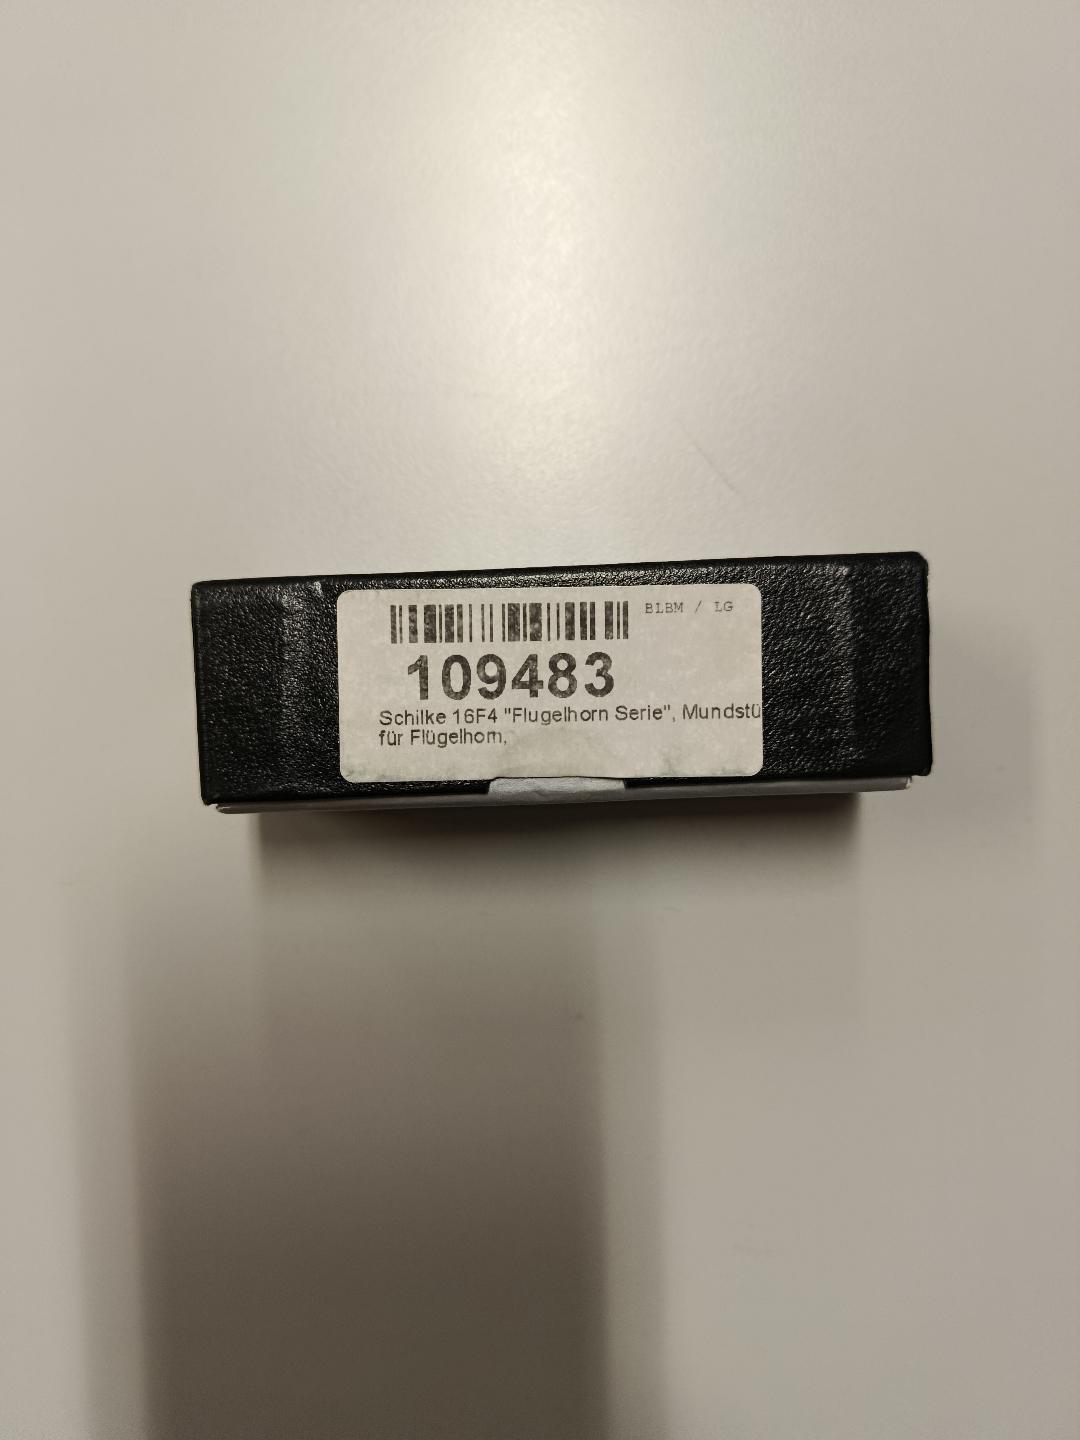 BLBM / LG
109483
Schilke 16F4 "Flugelhorn Serie", Mundstü
für Flügelhorn,